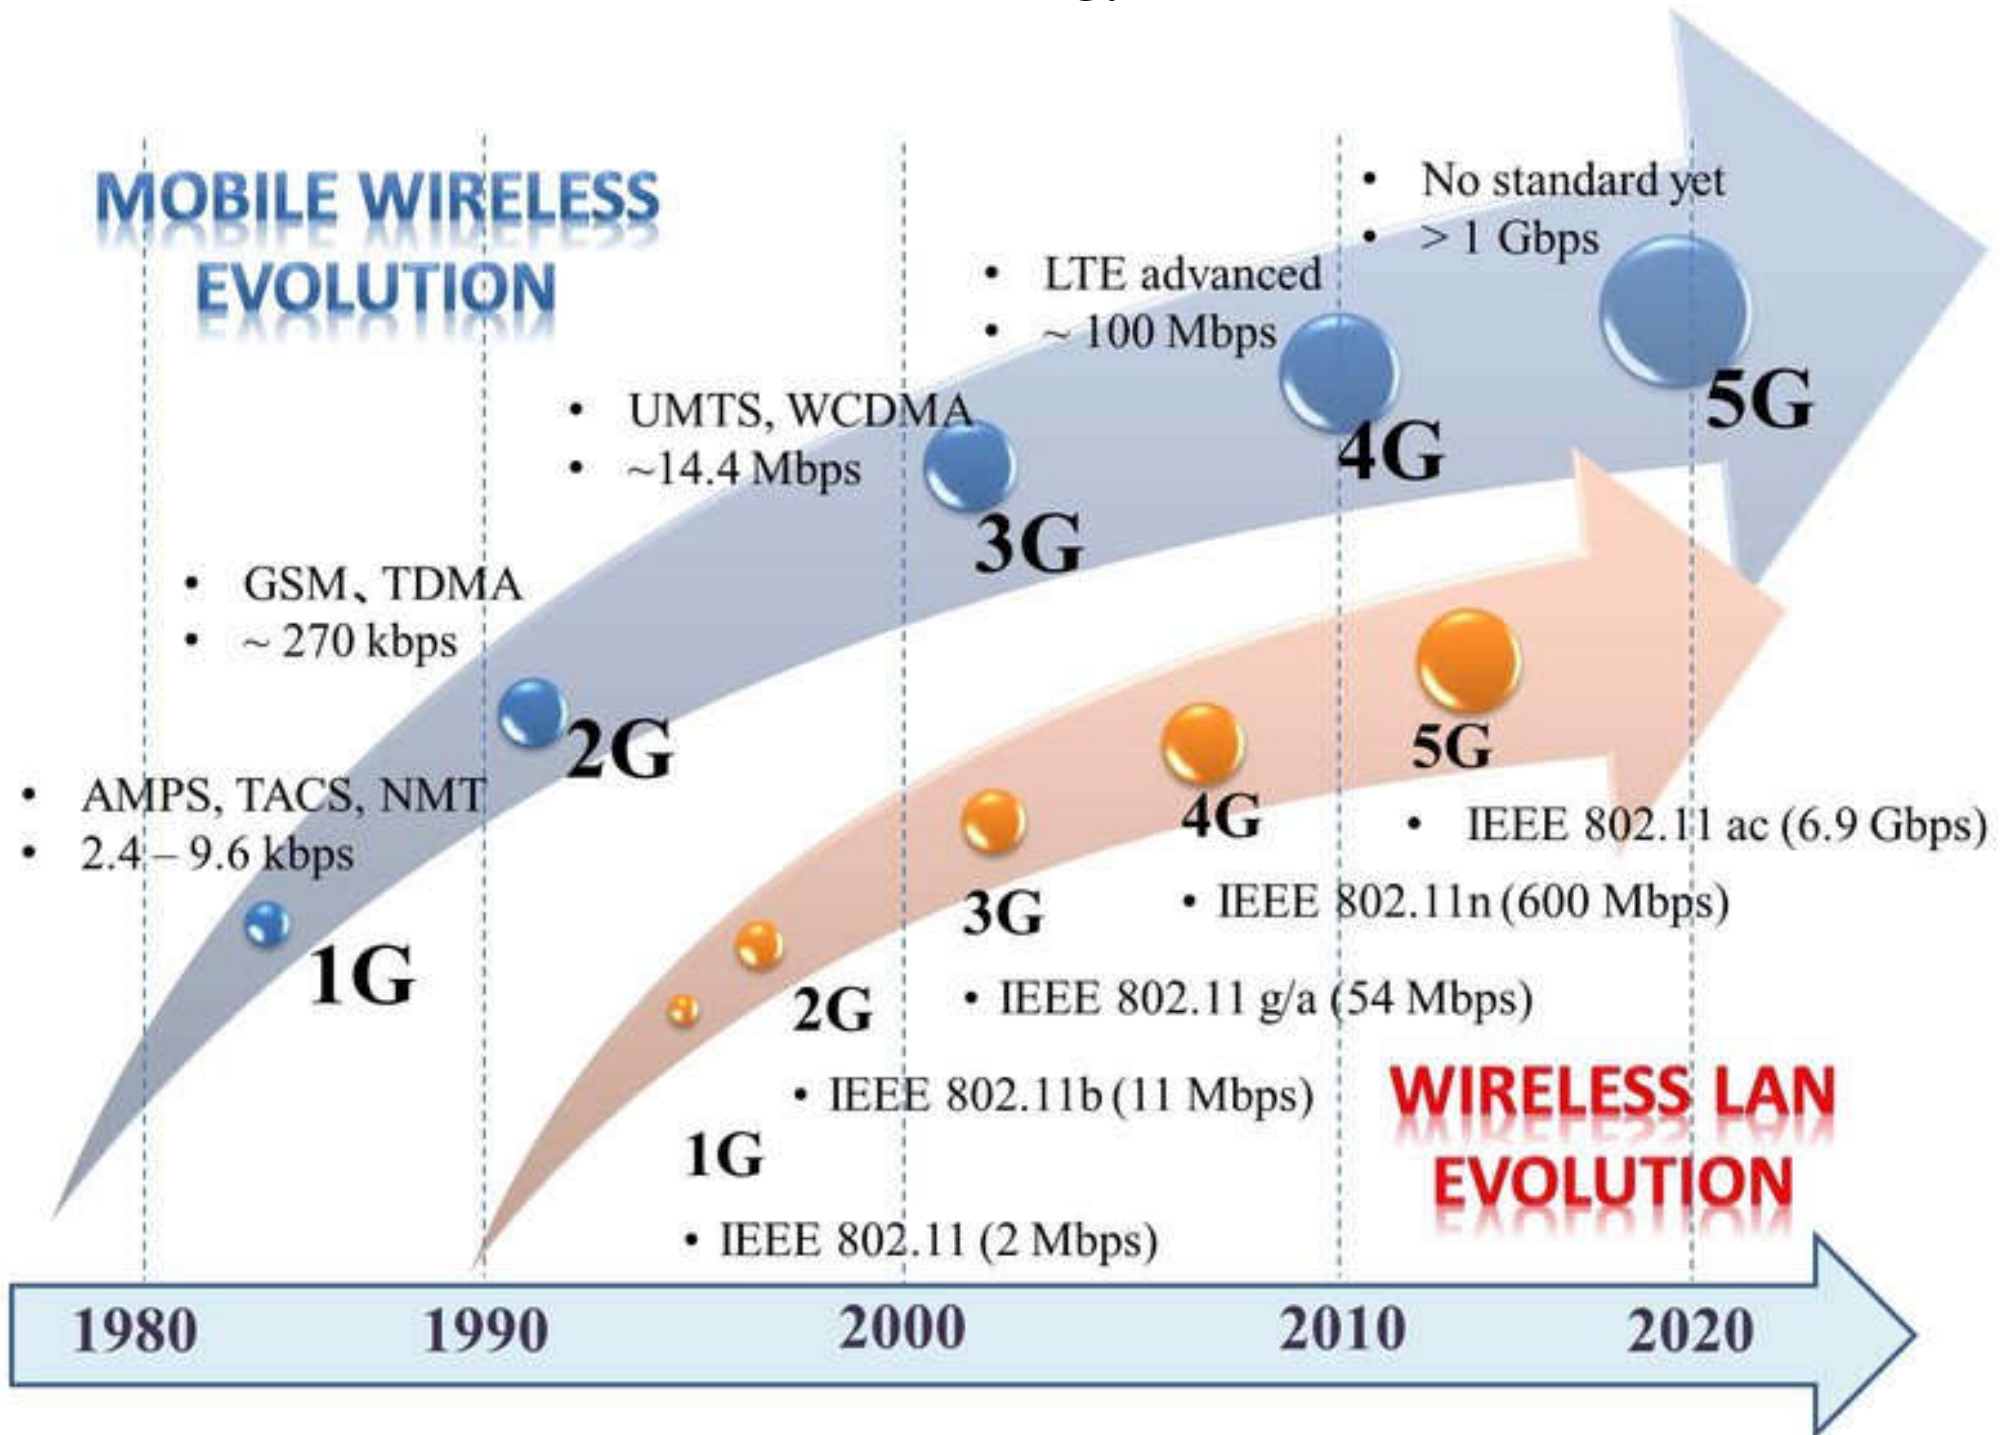 MOBILE WIRELESS
EVOLUTION
• No standard yet
• > 1 Gbps
5G
• LTE advanced
• ~ 100 Mbps
4G
• UMTS, WCDMA
• ~14.4 Mbps
3G
• GSM、TDMA
• ~ 270 kbps
2G
• AMPS, TACS, NMT
• 2.4 – 9.6 kbps
1G
5G
• IEEE 802.11 ac (6.9 Gbps)
4G
• IEEE 802.11n (600 Mbps)
3G
• IEEE 802.11 g/a (54 Mbps)
2G
• IEEE 802.11b (11 Mbps)
1G
• IEEE 802.11 (2 Mbps)
WIRELESS LAN
EVOLUTION
1980 1990 2000 2010 2020